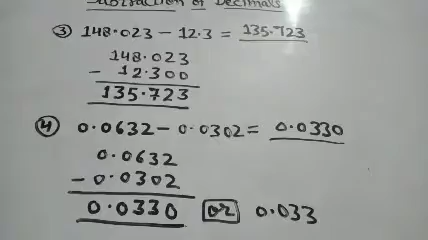 Subtraction of Decimals
③ 148.023 - 12.3 = 135.723
148.023
- 12.300
135.723
④ 0.0632 - 0.0302 = 0.0330
0.0632
- 0.0302
0.0330 or 0.033